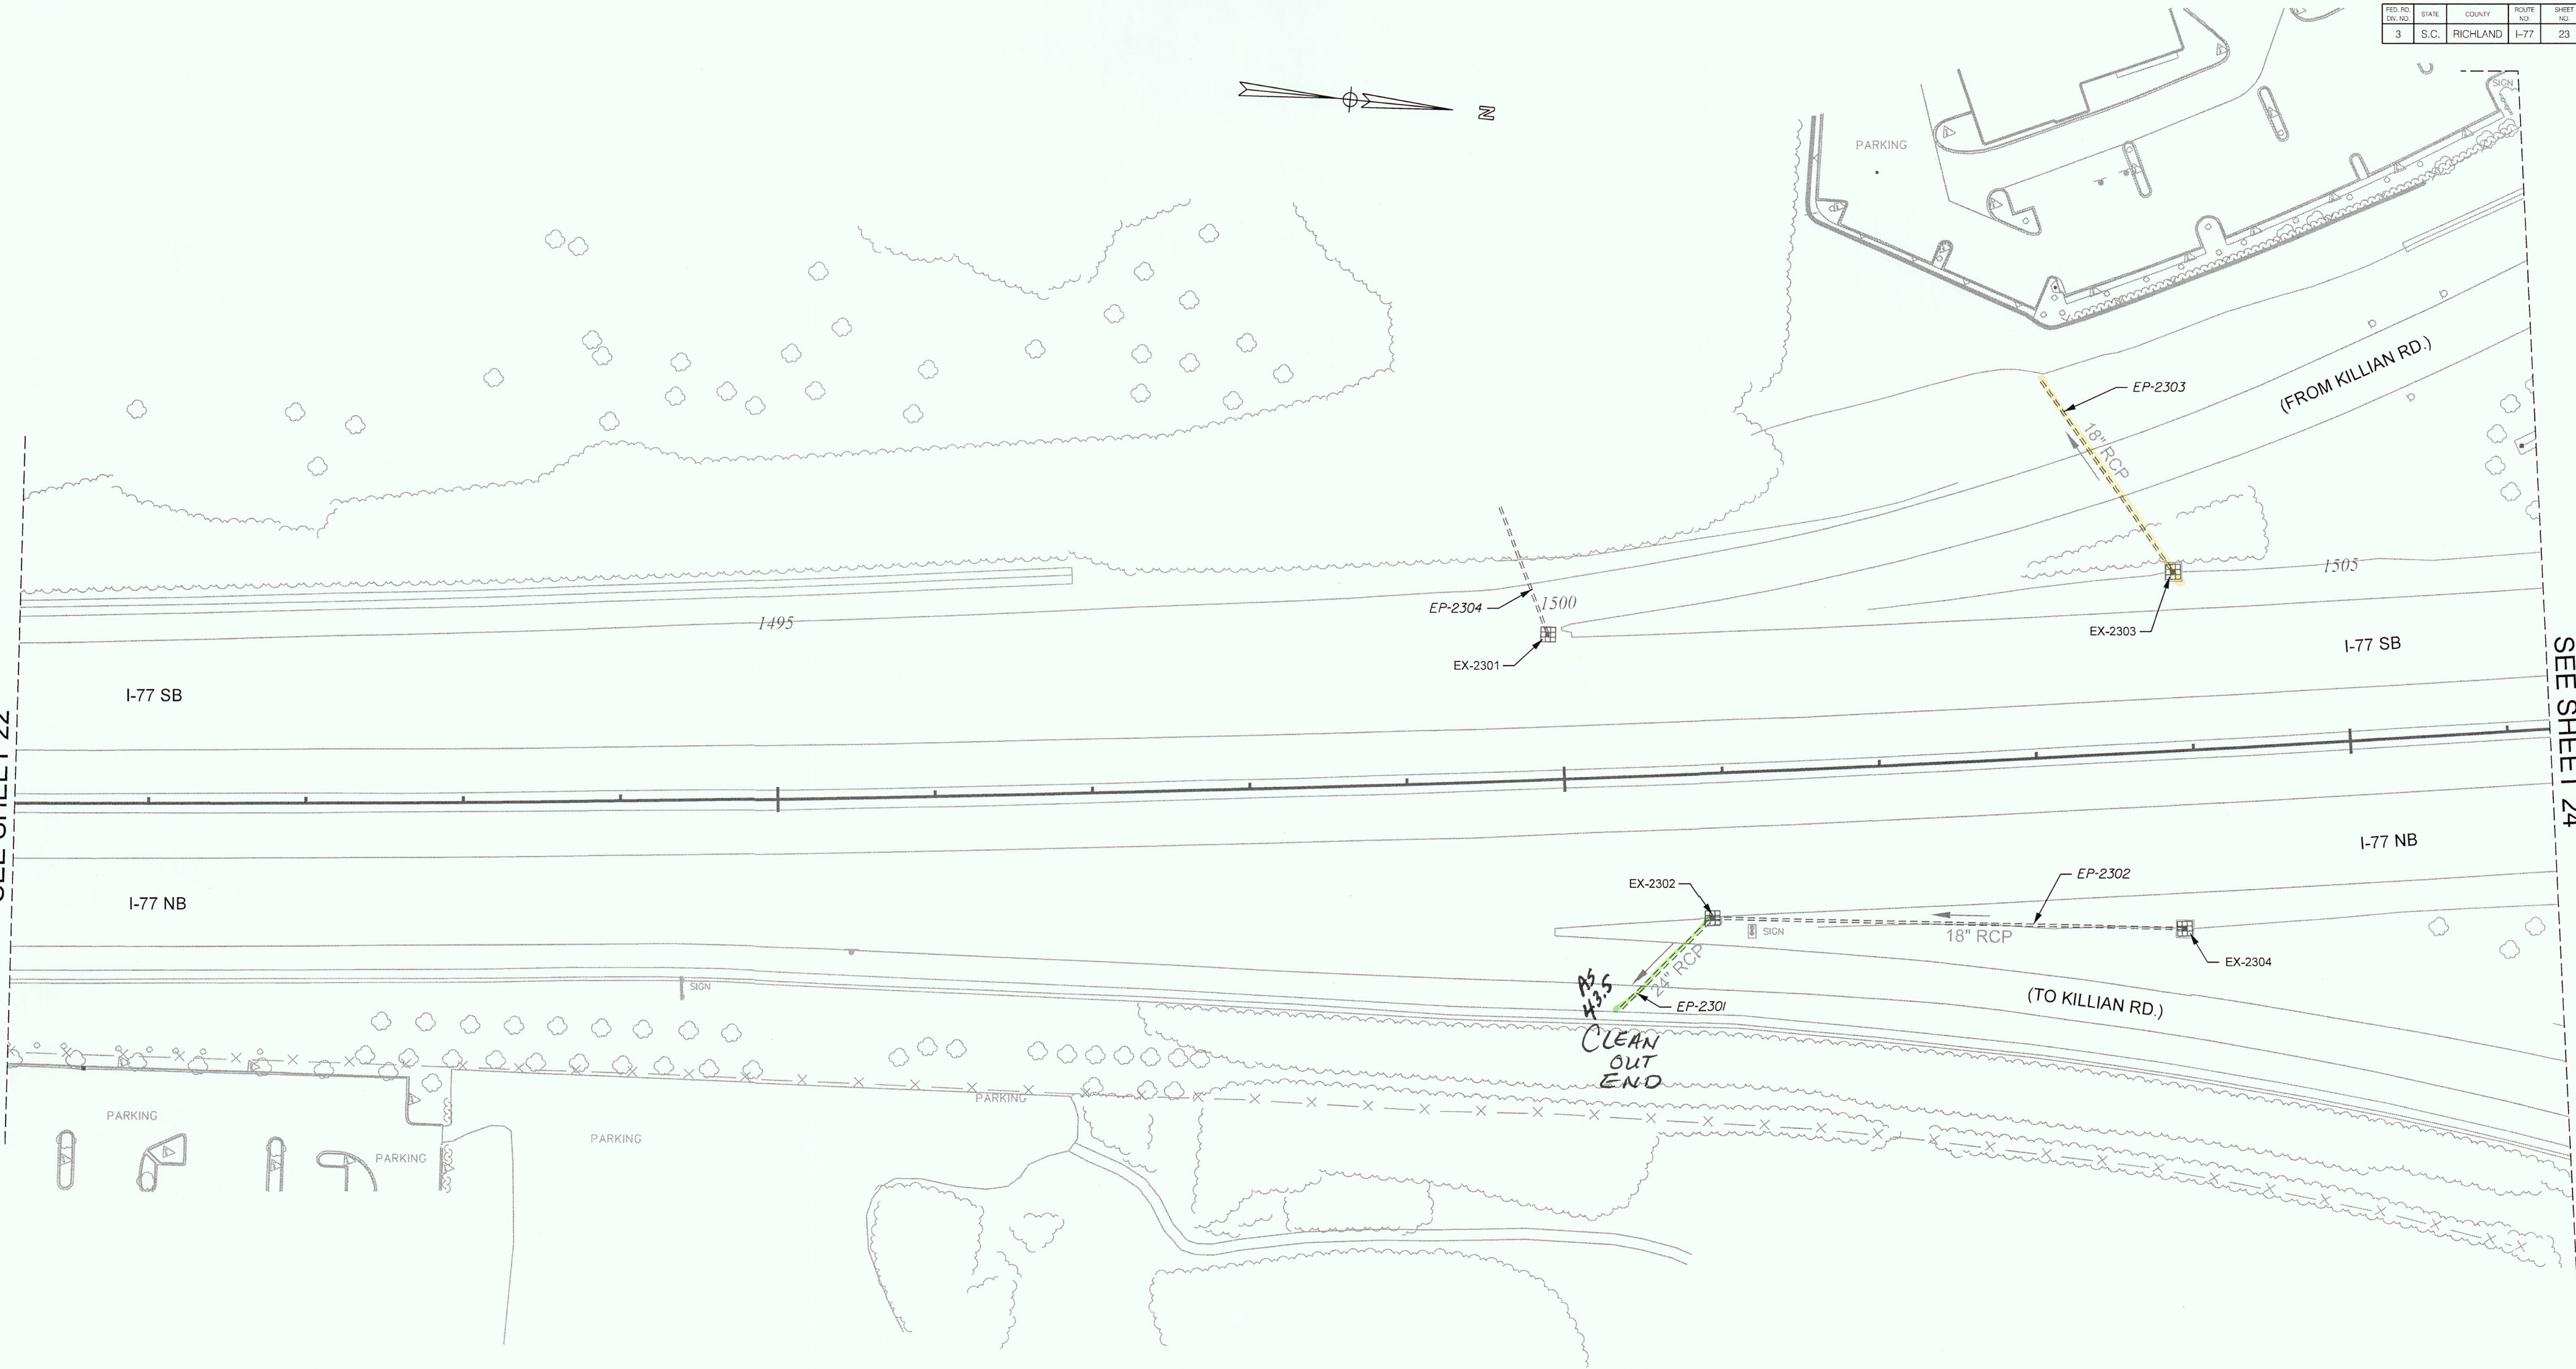 FED. RD. DIV. NO. STATE COUNTY ROUTE NO. SHEET NO.
3 S.C. RICHLAND I-77 23
N
SIGN
PARKING
EP-2303
18" RCP
(FROM KILLIAN RD.)
1505
EP-2304
1500
1495
EX-2301
EX-2303
I-77 SB
I-77 SB
SEE SHEET 22
SEE SHEET 24
I-77 NB
I-77 NB
EX-2302
EP-2302
SIGN
18" RCP
EX-2304
24" RCP
SIGN
AS
43.5
EP-2301
(TO KILLIAN RD.)
CLEAN
OUT
END
PARKING
PARKING
PARKING
PARKING